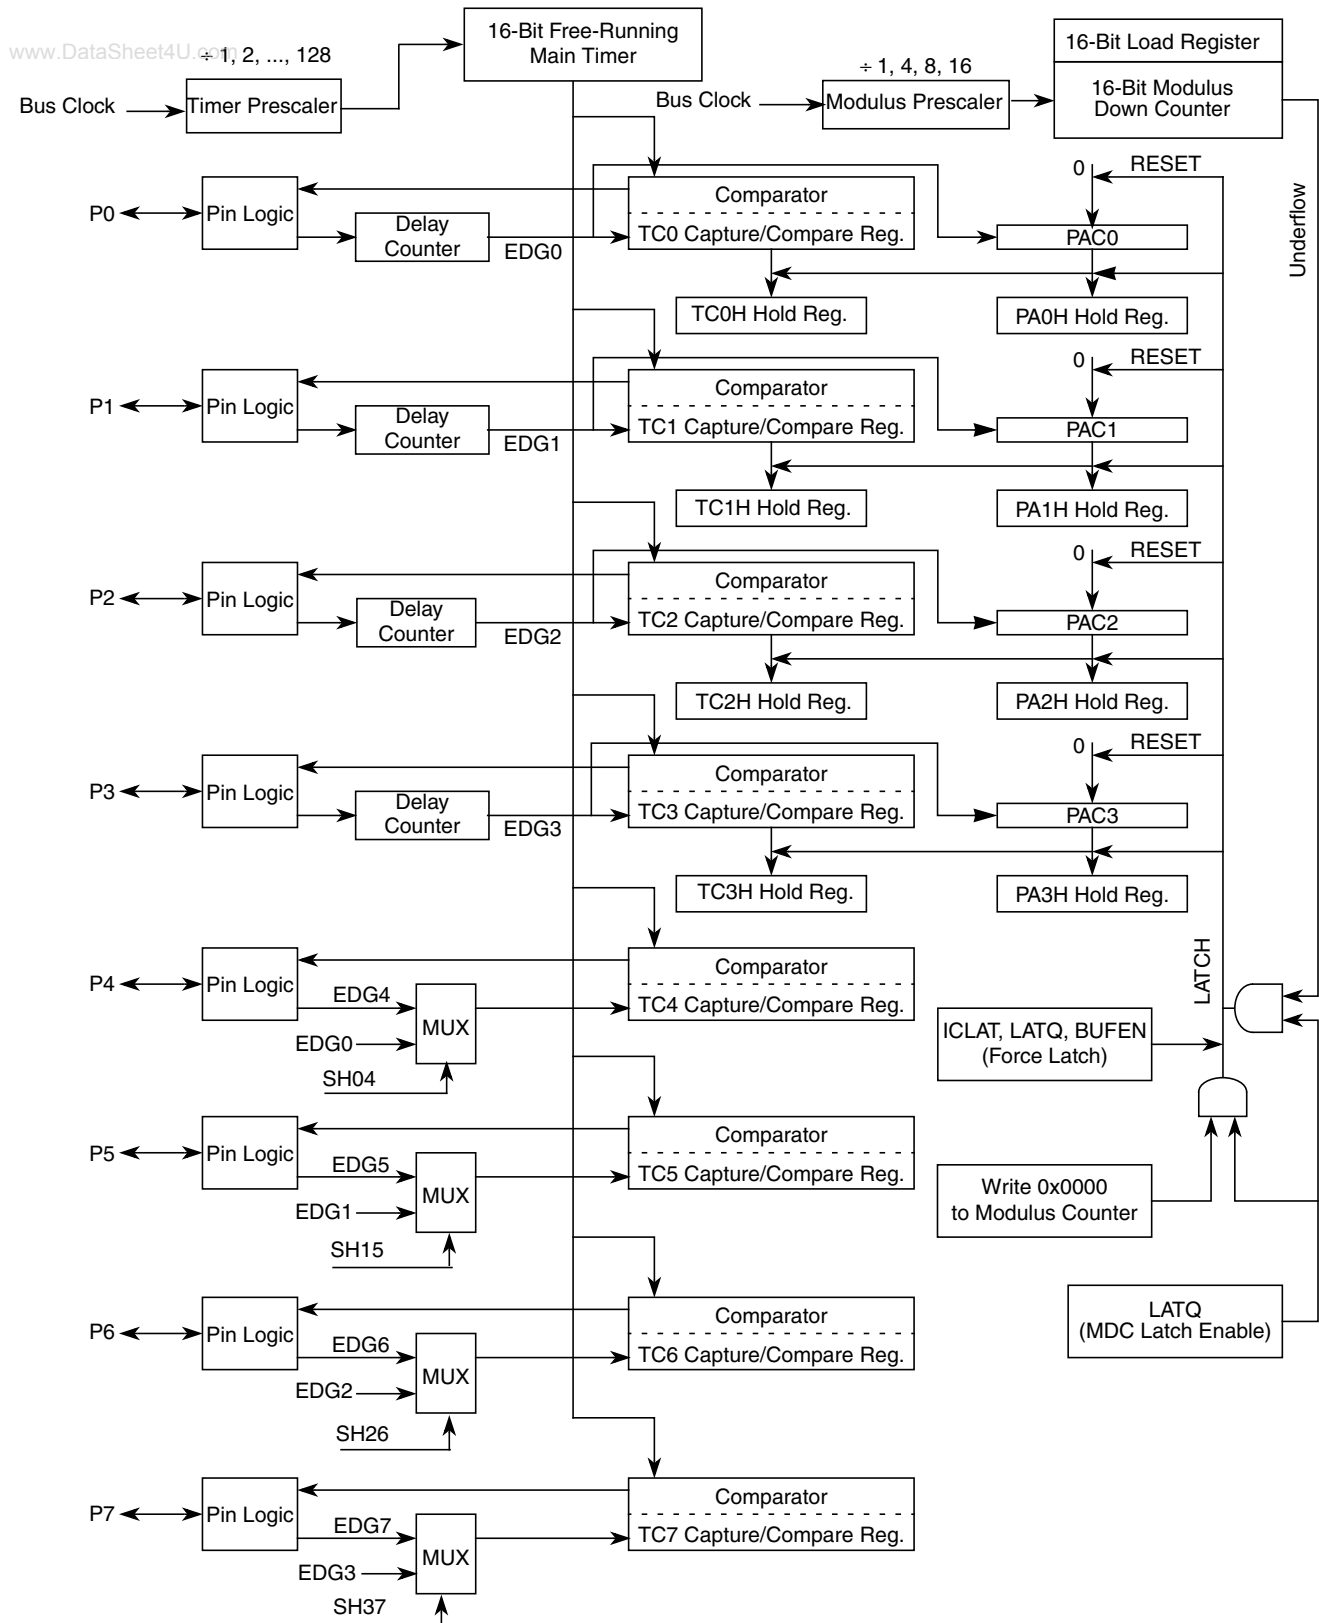 www.DataSheet4U.com
÷ 1, 2, ..., 128
Bus Clock
Timer Prescaler
16-Bit Free-Running
Main Timer
÷ 1, 4, 8, 16
Bus Clock
Modulus Prescaler
16-Bit Load Register
16-Bit Modulus
Down Counter
Underflow
P0
Pin Logic
Delay
Counter
EDG0
Comparator
TC0 Capture/Compare Reg.
TC0H Hold Reg.
0
RESET
PAC0
PA0H Hold Reg.
P1
Pin Logic
Delay
Counter
EDG1
Comparator
TC1 Capture/Compare Reg.
TC1H Hold Reg.
0
RESET
PAC1
PA1H Hold Reg.
P2
Pin Logic
Delay
Counter
EDG2
Comparator
TC2 Capture/Compare Reg.
TC2H Hold Reg.
0
RESET
PAC2
PA2H Hold Reg.
P3
Pin Logic
Delay
Counter
EDG3
Comparator
TC3 Capture/Compare Reg.
TC3H Hold Reg.
0
RESET
PAC3
PA3H Hold Reg.
LATCH
P4
Pin Logic
EDG4
EDG0
MUX
SH04
Comparator
TC4 Capture/Compare Reg.
ICLAT, LATQ, BUFEN
(Force Latch)
P5
Pin Logic
EDG5
EDG1
MUX
SH15
Comparator
TC5 Capture/Compare Reg.
Write 0x0000
to Modulus Counter
P6
Pin Logic
EDG6
EDG2
MUX
SH26
Comparator
TC6 Capture/Compare Reg.
LATQ
(MDC Latch Enable)
P7
Pin Logic
EDG7
EDG3
MUX
SH37
Comparator
TC7 Capture/Compare Reg.